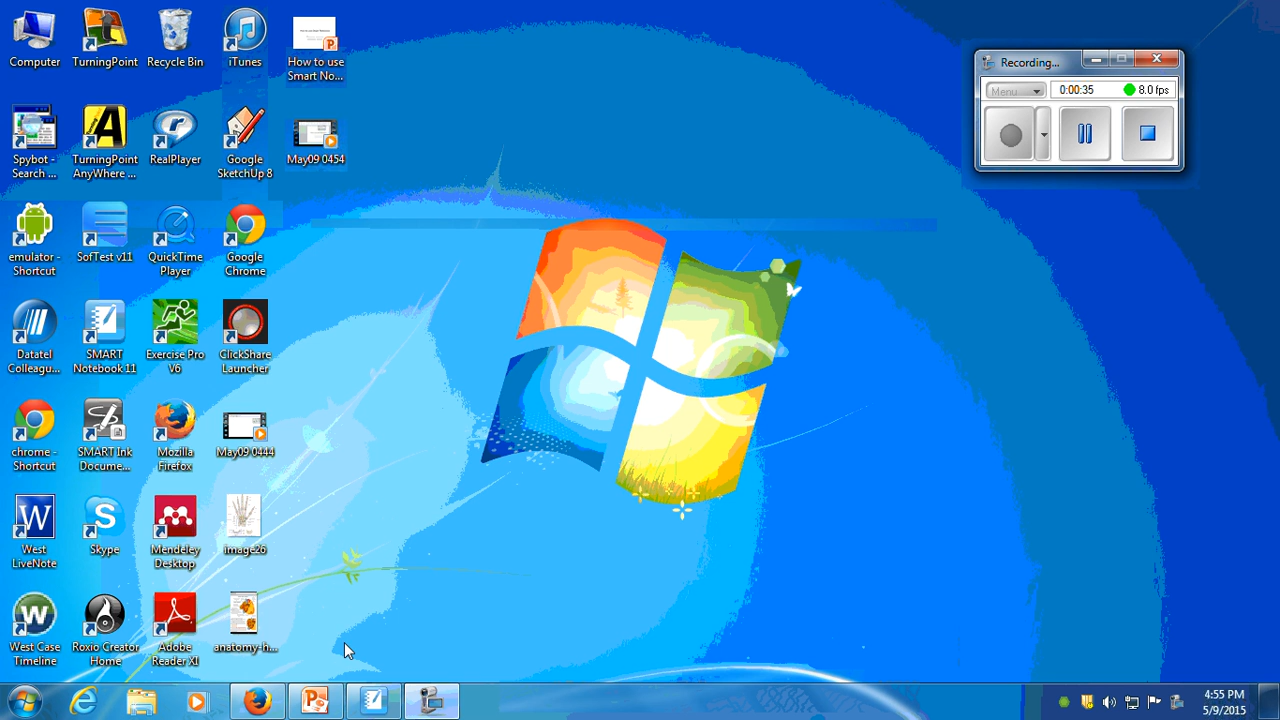 Computer
TurningPoint
Recycle Bin
iTunes
How to use
Smart No...
Spybot -
Search ...
TurningPoint
AnyWhere ...
RealPlayer
Google
SketchUp 8
May09 0454
emulator -
Shortcut
SofTest v11
QuickTime
Player
Google
Chrome
Datatel
Colleagu...
SMART
Notebook 11
Exercise Pro
V6
ClickShare
Launcher
chrome -
Shortcut
SMART Ink
Docume...
Mozilla
Firefox
May09 0444
West
LiveNote
Skype
Mendeley
Desktop
image26
West Case
Timeline
Roxio Creator
Home
Adobe
Reader XI
anatomy-h...
Recording...
Menu
0:00:35
8.0 fps
4:55 PM
5/9/2015